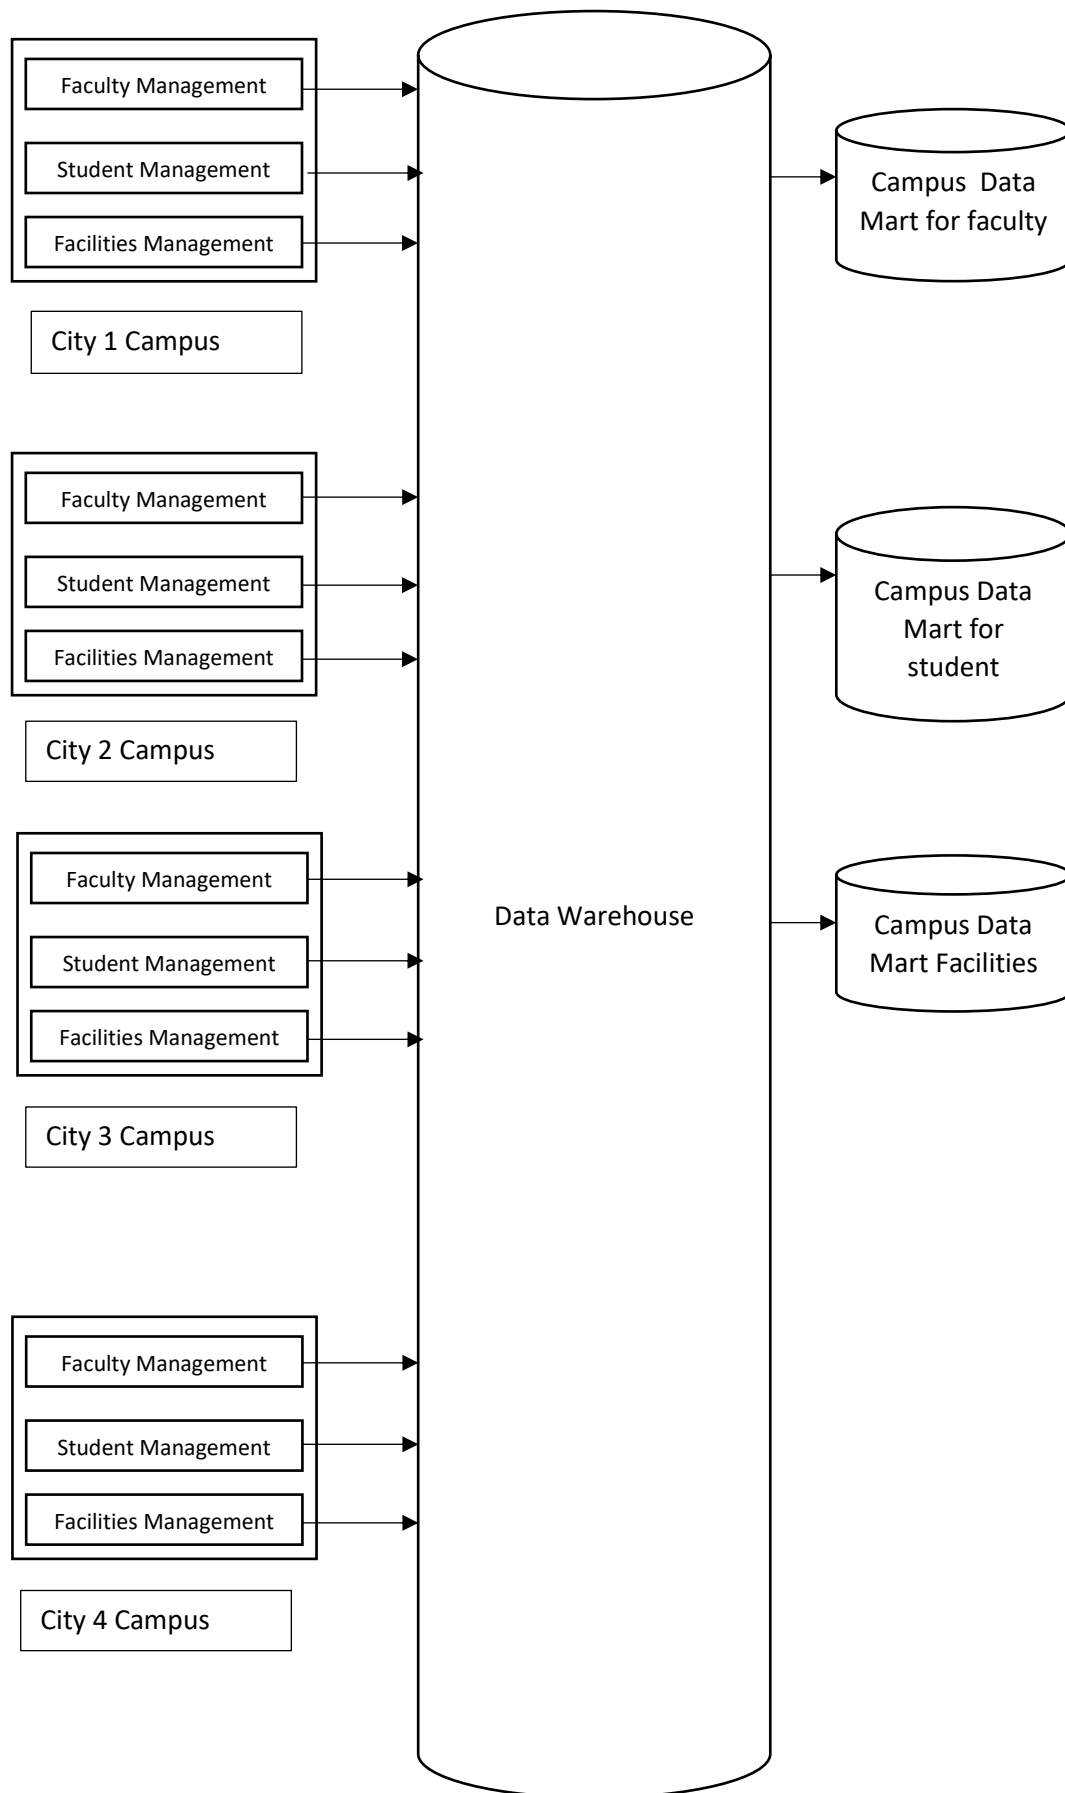 Faculty Management
Student Management
Facilities Management
City 1 Campus
Faculty Management
Student Management
Facilities Management
City 2 Campus
Faculty Management
Student Management
Facilities Management
City 3 Campus
Faculty Management
Student Management
Facilities Management
City 4 Campus
Data Warehouse
Campus  Data
Mart for faculty
Campus Data
Mart for
student
Campus Data
Mart Facilities